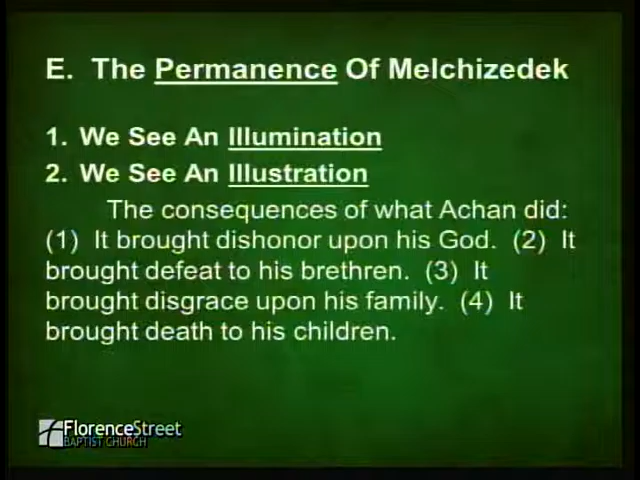 E. The Permanence Of Melchizedek
1. We See An Illumination
2. We See An Illustration
The consequences of what Achan did:
(1) It brought dishonor upon his God. (2) It
brought defeat to his brethren. (3) It
brought disgrace upon his family. (4) It
brought death to his children.
FlorenceStreet
BAPTIST CHURCH